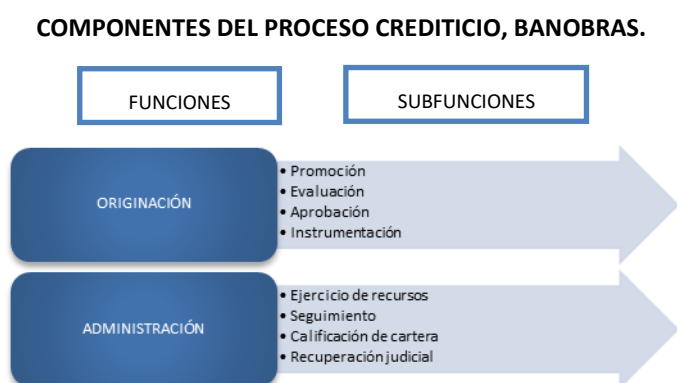 COMPONENTES DEL PROCESO CREDITICIO, BANOBRAS.
FUNCIONES
SUBFUNCIONES
ORIGINACIÓN
• Promoción
• Evaluación
• Aprobación
• Instrumentación
ADMINISTRACIÓN
• Ejercicio de recursos
• Seguimiento
• Calificación de cartera
• Recuperación judicial